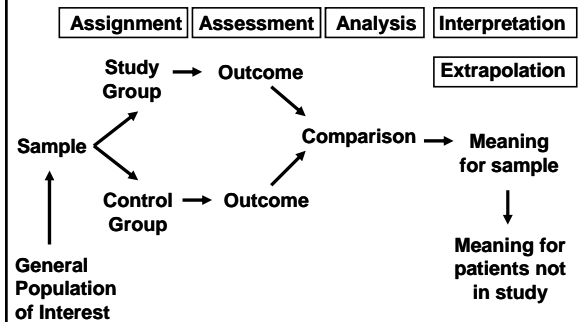 Assignment
Assessment
Analysis
Interpretation
Extrapolation
Study
Group
Outcome
Sample
Comparison
Meaning
for sample
Control
Group
Outcome
General
Population
of Interest
Meaning for
patients not
in study